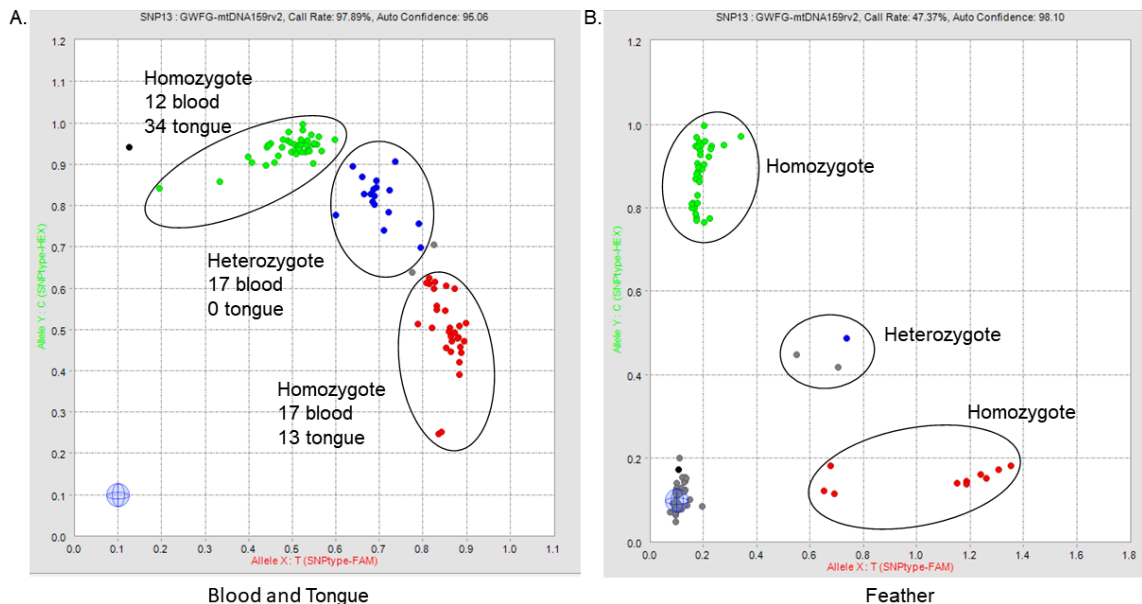 A.
SNP13 : GWFG-mtDNA159rv2, Call Rate: 97.89%, Auto Confidence: 95.06
1.2
1.1
1.0
0.9
0.8
0.7
0.6
0.5
0.4
0.3
0.2
0.1
0.0
Allele Y : C (SNPtype-HEX)
Homozygote
12 blood
34 tongue
Heterozygote
17 blood
0 tongue
Homozygote
17 blood
13 tongue
0.0 0.1 0.2 0.3 0.4 0.5 0.6 0.7 0.8 0.9 1.0 1.1
Allele X : T (SNPtype-FAM)
Blood and Tongue
B.
SNP13 : GWFG-mtDNA159rv2, Call Rate: 47.37%, Auto Confidence: 98.10
1.2
1.0
0.8
0.6
0.4
0.2
0.0
Allele Y : C (SNPtype-HEX)
Homozygote
Heterozygote
Homozygote
0.0 0.2 0.4 0.6 0.8 1.0 1.2 1.4 1.6 1.8
Allele X : T (SNPtype-FAM)
Feather